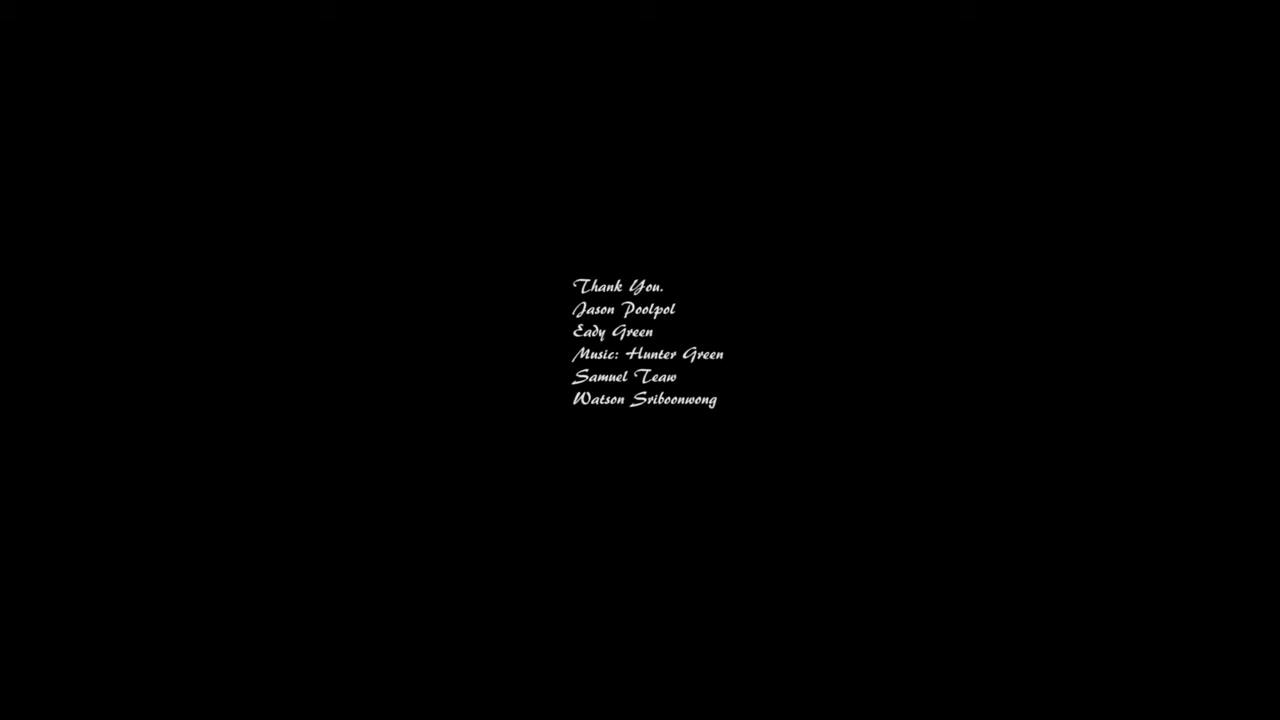 Thank You.
Jason Poolpol
Eady Green
Music: Hunter Green
Samuel Teaw
Watson Sriboonwong